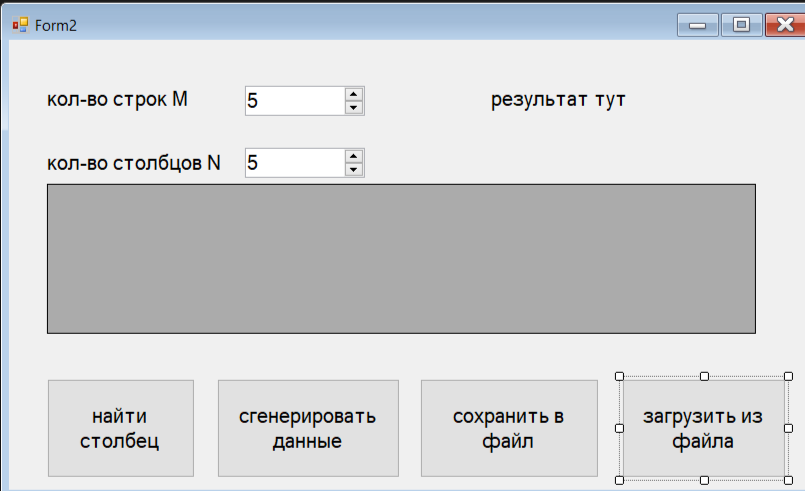 Form2
кол-во строк M
5
результат тут
кол-во столбцов N
5
найти
столбец
сгенерировать
данные
сохранить в
файл
загрузить из
файла